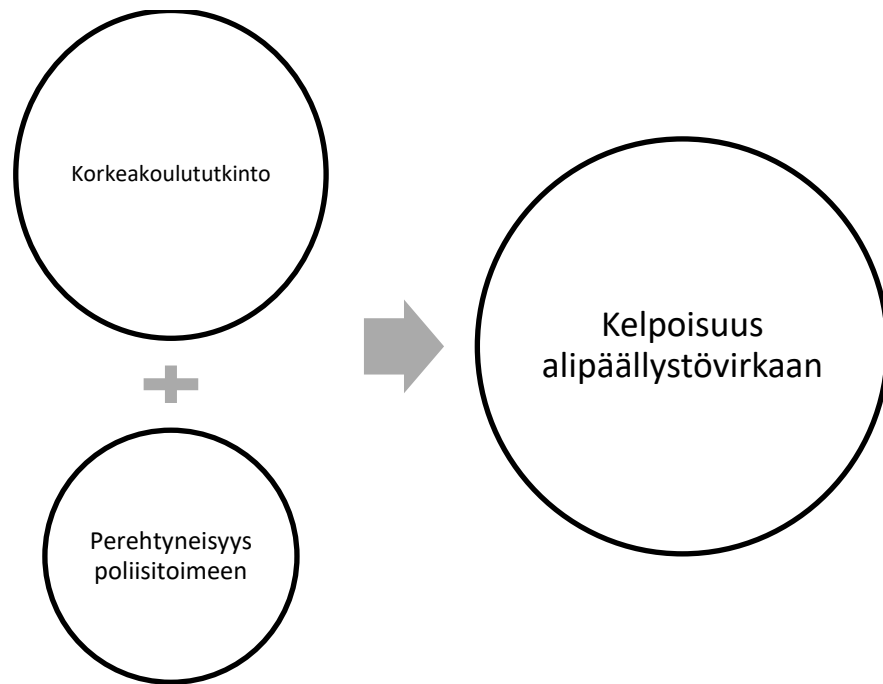 Korkeakoulututkinto
Perehtyneisyys
poliisitoimeen
Kelpoisuus
alipäällystövirkaan